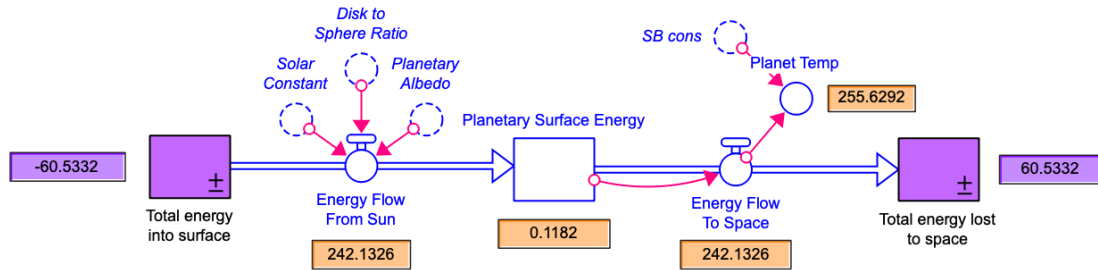 Disk to
Sphere Ratio
Solar
Constant
Planetary
Albedo
SB cons
Planet Temp
255.6292
Planetary Surface Energy
-60.5332
60.5332
±
±
Total energy
into surface
Energy Flow
From Sun
242.1326
0.1182
Energy Flow
To Space
242.1326
Total energy lost
to space